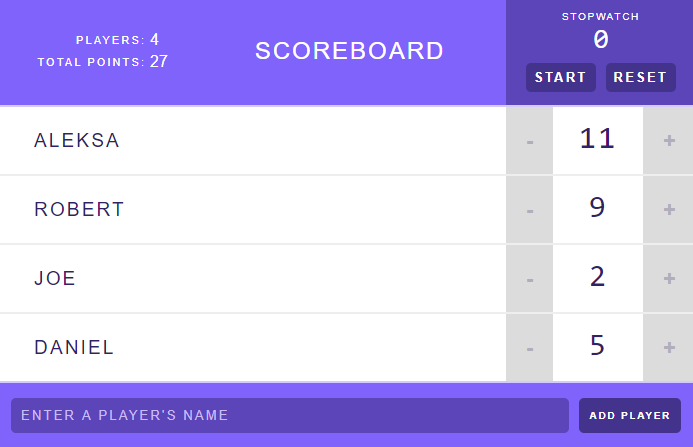 PLAYERS: 4
TOTAL POINTS: 27
SCOREBOARD
STOPWATCH
0
START RESET
ALEKSA - 11 +
ROBERT - 9 +
JOE - 2 +
DANIEL - 5 +
ENTER A PLAYER'S NAME ADD PLAYER